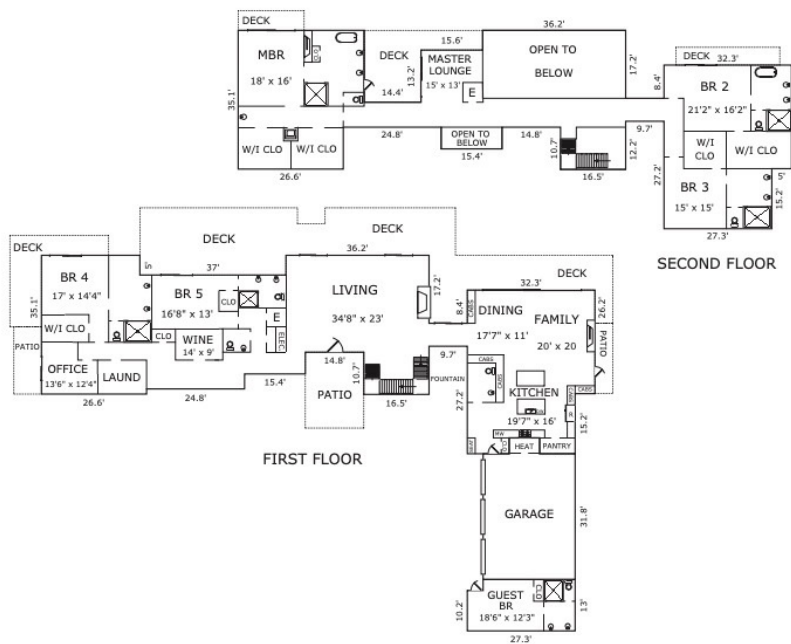 DECK
MBR
18' x 16'
CLO
35.1'
W/I CLO
W/I CLO
26.6'
DECK
14.4'
13.2'
15.6'
MASTER
LOUNGE
15' x 13'
E
36.2'
OPEN TO
BELOW
17.2'
24.8'
OPEN TO
BELOW
15.4'
14.8'
10.7'
16.5'
12.2'
9.7'
DECK
32.3'
8.4'
BR 2
21'2" x 16'2"
W/I
CLO
W/I CLO
27.2'
BR 3
15' x 15'
5'
15.2'
27.3'
SECOND FLOOR
DECK
BR 4
17' x 14'4"
35.1'
W/I CLO
PATIO
OFFICE
13'6" x 12'4"
LAUND
26.6'
DECK
37'
BR 5
16'8" x 13'
CLO
CLO
WINE
14' x 9'
E
ELEC
24.8'
15.4'
DECK
36.2'
LIVING
34'8" x 23'
17.2'
14.8'
PATIO
10.7'
16.5'
9.7'
FOUNTAIN
8.4'
DECK
32.3'
CABS
DINING
17'7" x 11'
FAMILY
20' x 20
26.2'
PATIO
27.2'
CABS
CABS
KITCHEN
19'7" x 16'
CABS
15.2'
MW
CLO
HEAT
PANTRY
GARAGE
31.8'
10.2'
GUEST
BR
18'6" x 12'3"
CLO
13'
27.3'
FIRST FLOOR